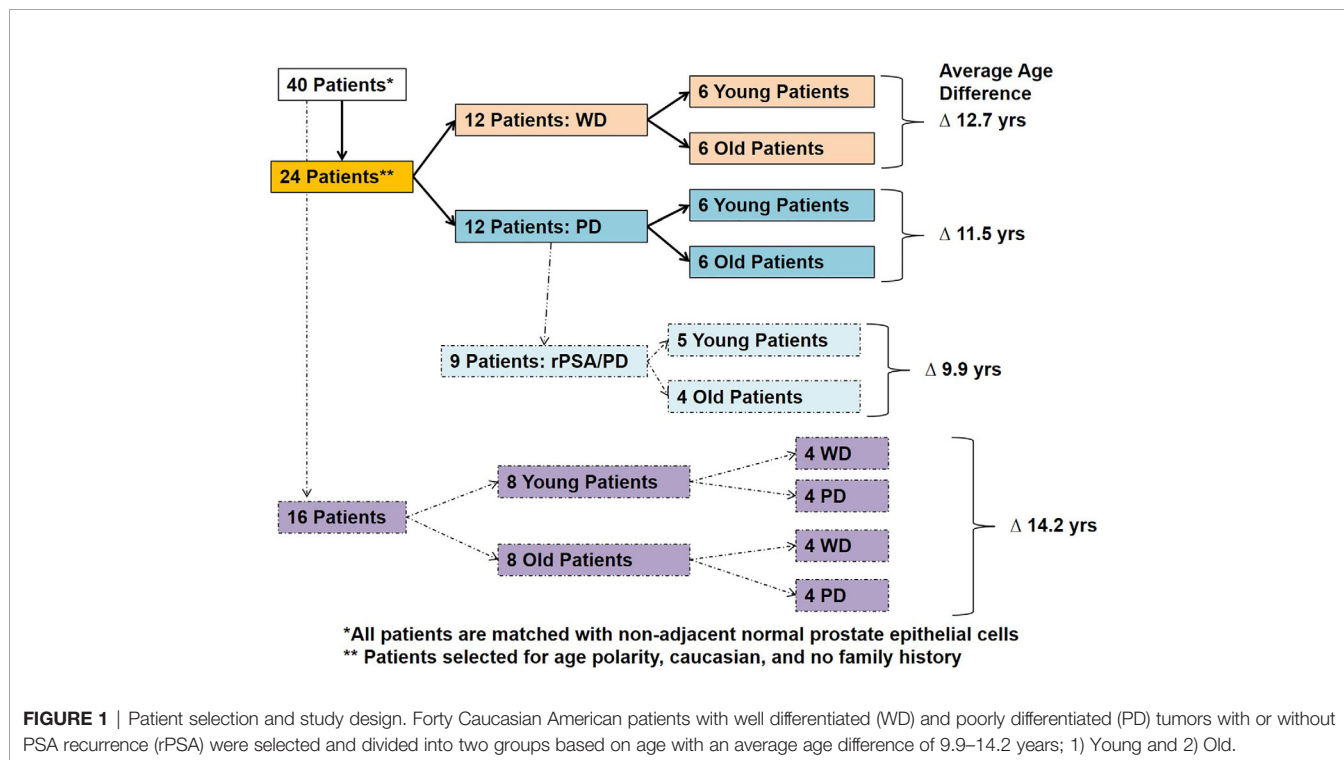 40 Patients*
24 Patients**
12 Patients: WD
6 Young Patients
6 Old Patients
Average Age
Difference
Δ 12.7 yrs
12 Patients: PD
6 Young Patients
6 Old Patients
Δ 11.5 yrs
9 Patients: rPSA/PD
5 Young Patients
4 Old Patients
Δ 9.9 yrs
16 Patients
8 Young Patients
4 WD
4 PD
8 Old Patients
4 WD
4 PD
Δ 14.2 yrs
*All patients are matched with non-adjacent normal prostate epithelial cells
** Patients selected for age polarity, caucasian, and no family history
FIGURE 1 | Patient selection and study design. Forty Caucasian American patients with well differentiated (WD) and poorly differentiated (PD) tumors with or without
PSA recurrence (rPSA) were selected and divided into two groups based on age with an average age difference of 9.9–14.2 years; 1) Young and 2) Old.